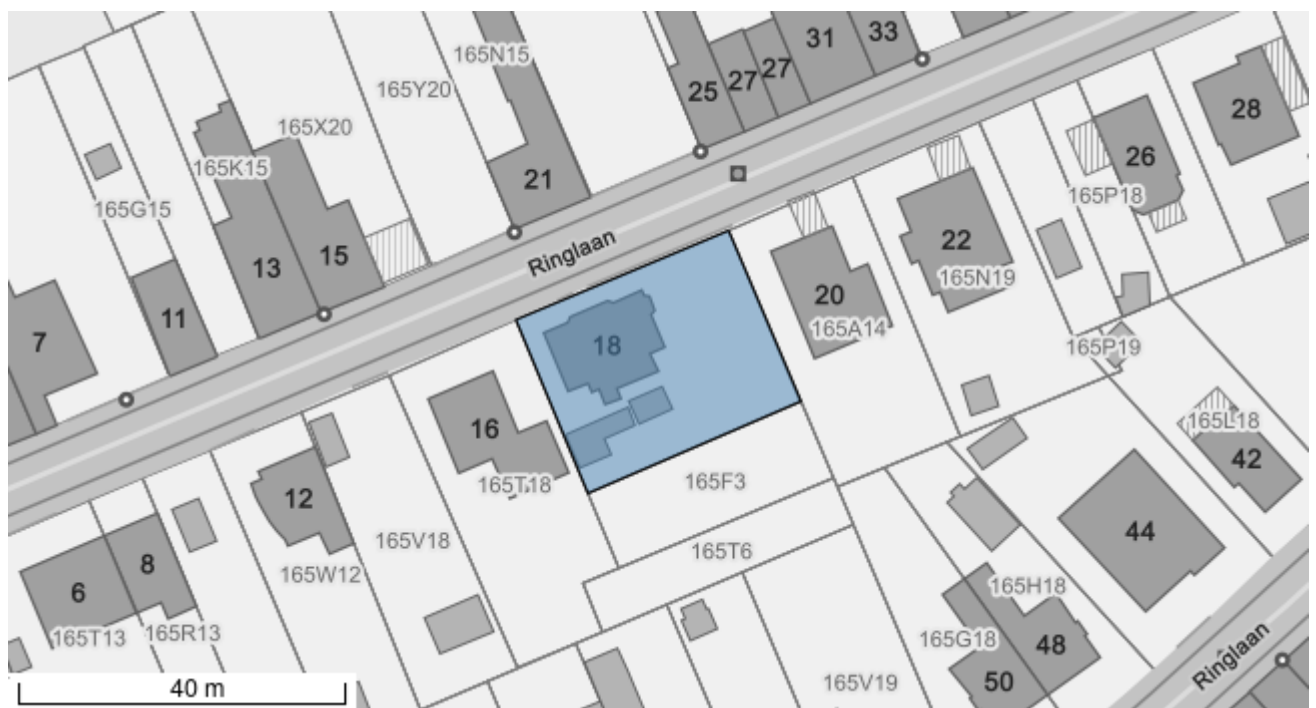 33
31
27
27
25
165N15
165Y20
21
165X20
165K15
165G15
13
15
11
7
28
26
165P18
22
165N19
Ringlaan
20
165A14
18
165P19
16
165T18
165F3
165L18
42
44
12
165V18
165W12
8
6
165T13
165R13
165T6
165H18
165G18
48
50
Ringlaan
165V19
40 m